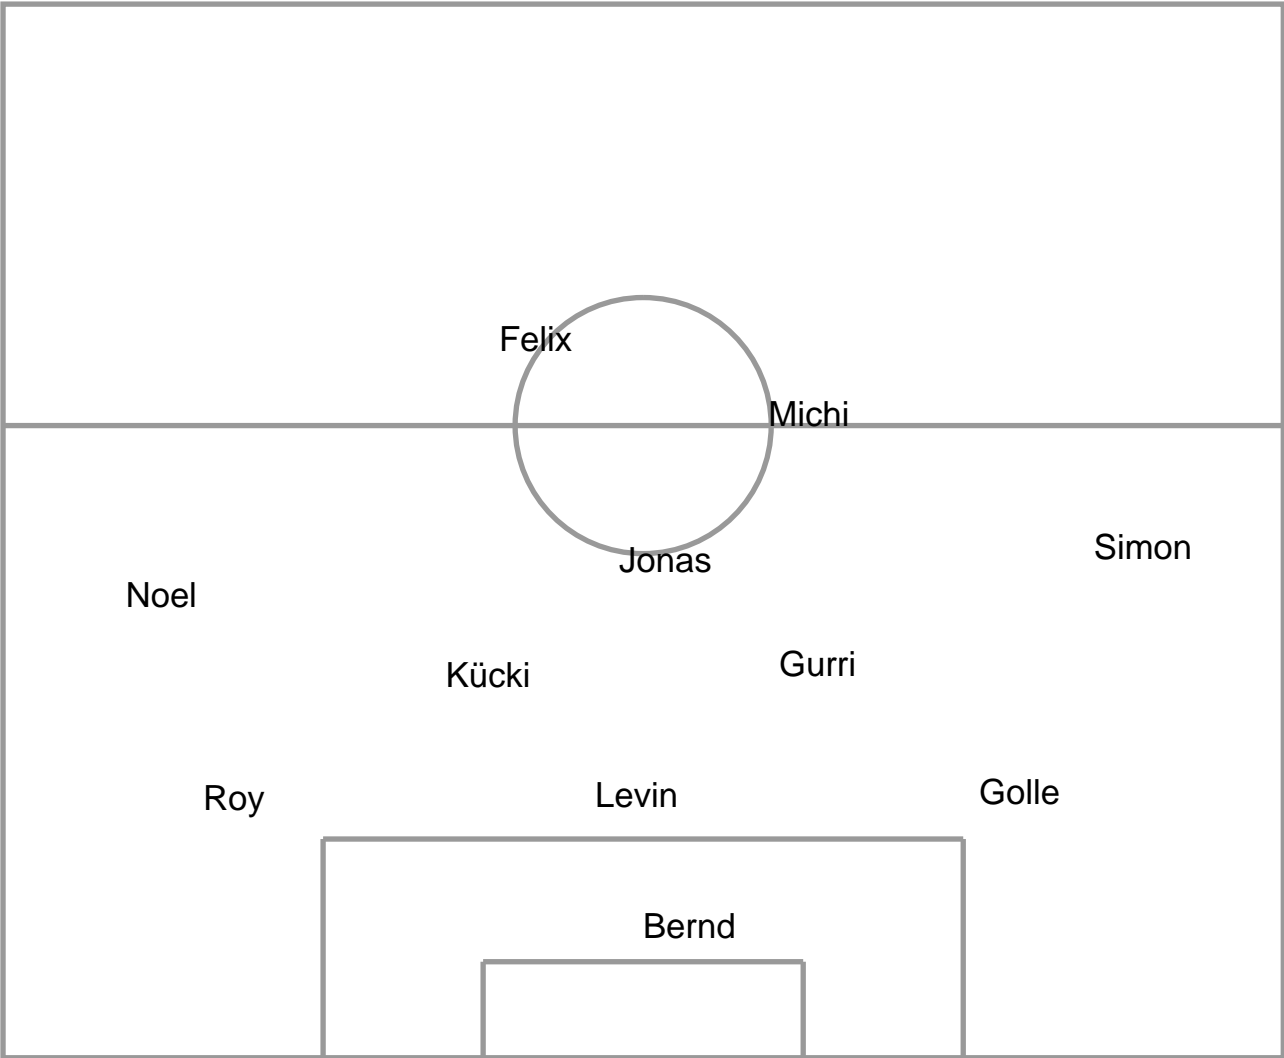 Felix
Michi
Simon
Jonas
Noel
Gurri
Kücki
Golle
Levin
Roy
Bernd